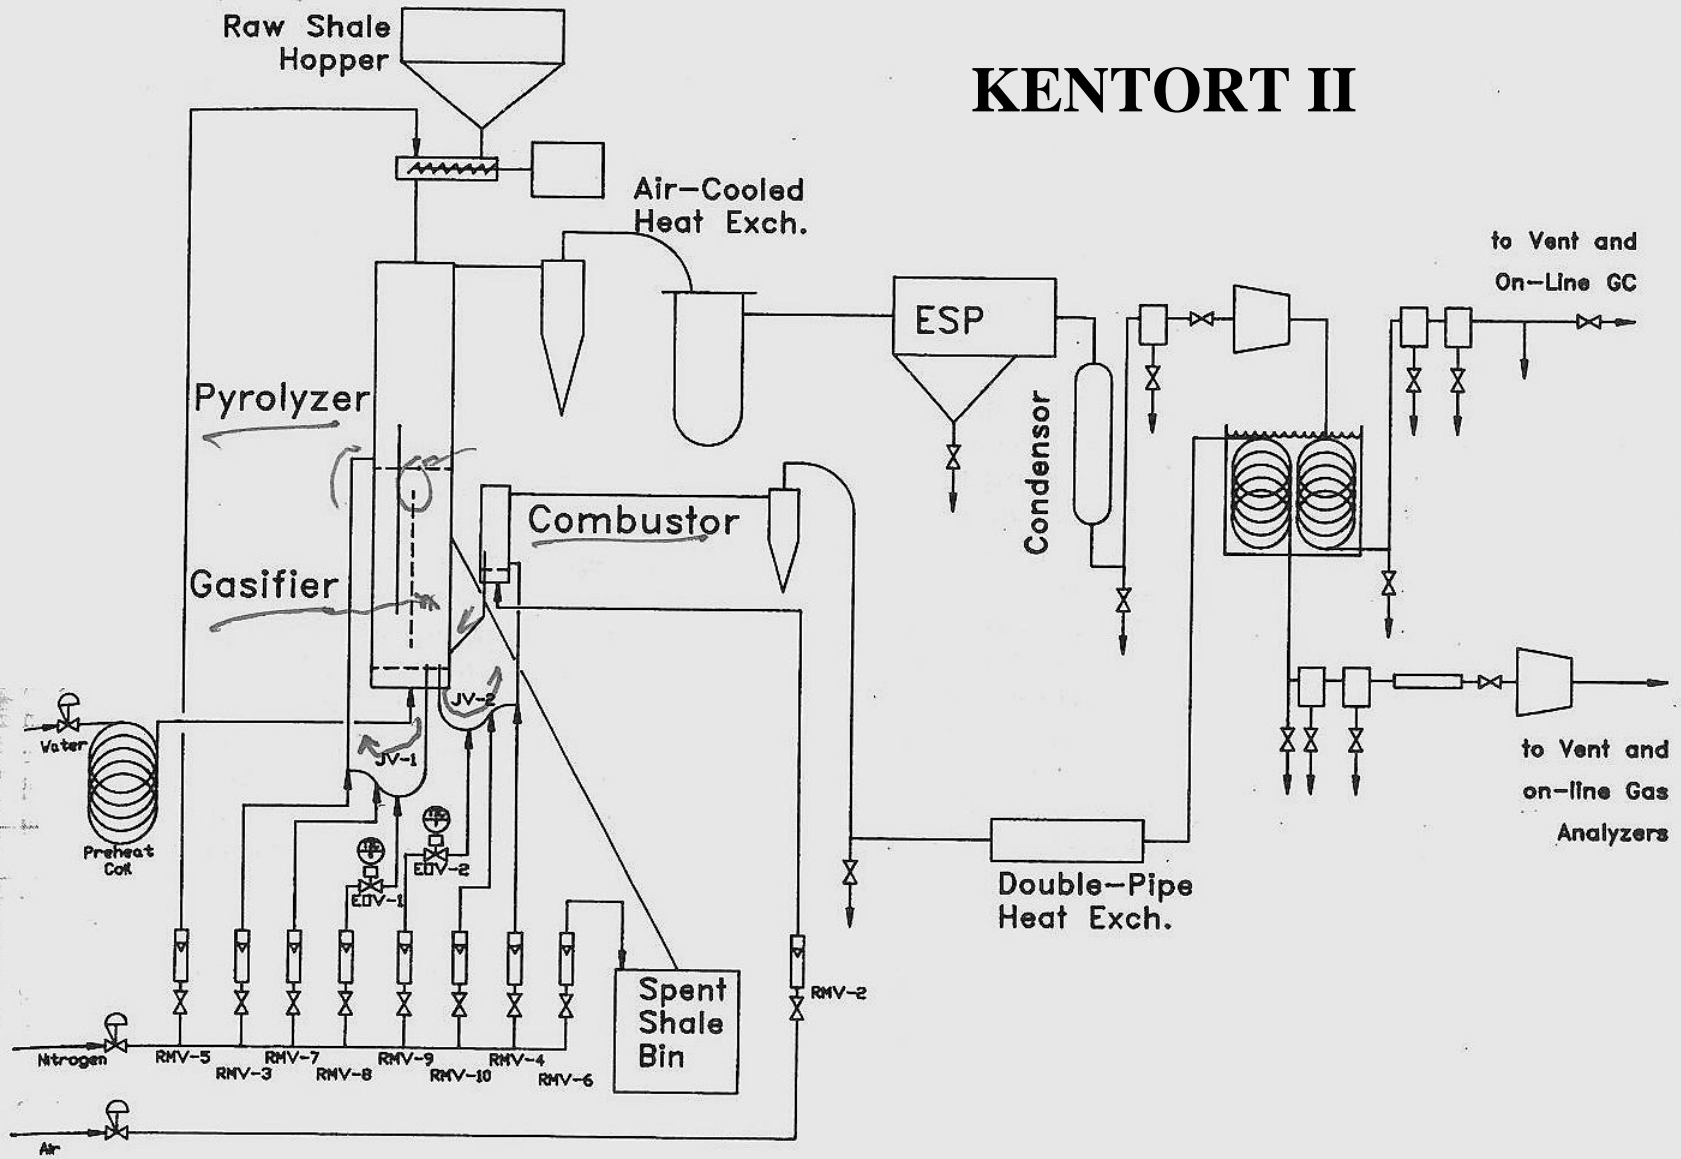 Raw Shale
Hopper
KENTORT II
Air-Cooled
Heat Exch.
to Vent and
On-Line GC
ESP
Pyrolyzer
Condensor
Combustor
Gasifier
JV-2
Water
JV-1
to Vent and
on-line Gas
Analyzers
Preheat
Coil
EOV-2
EOV-1
Double-Pipe
Heat Exch.
Spent
Shale
Bin
RMV-2
Nitrogen
RMV-5
RMV-3
RMV-7
RMV-8
RMV-9
RMV-10
RMV-4
RMV-6
Air